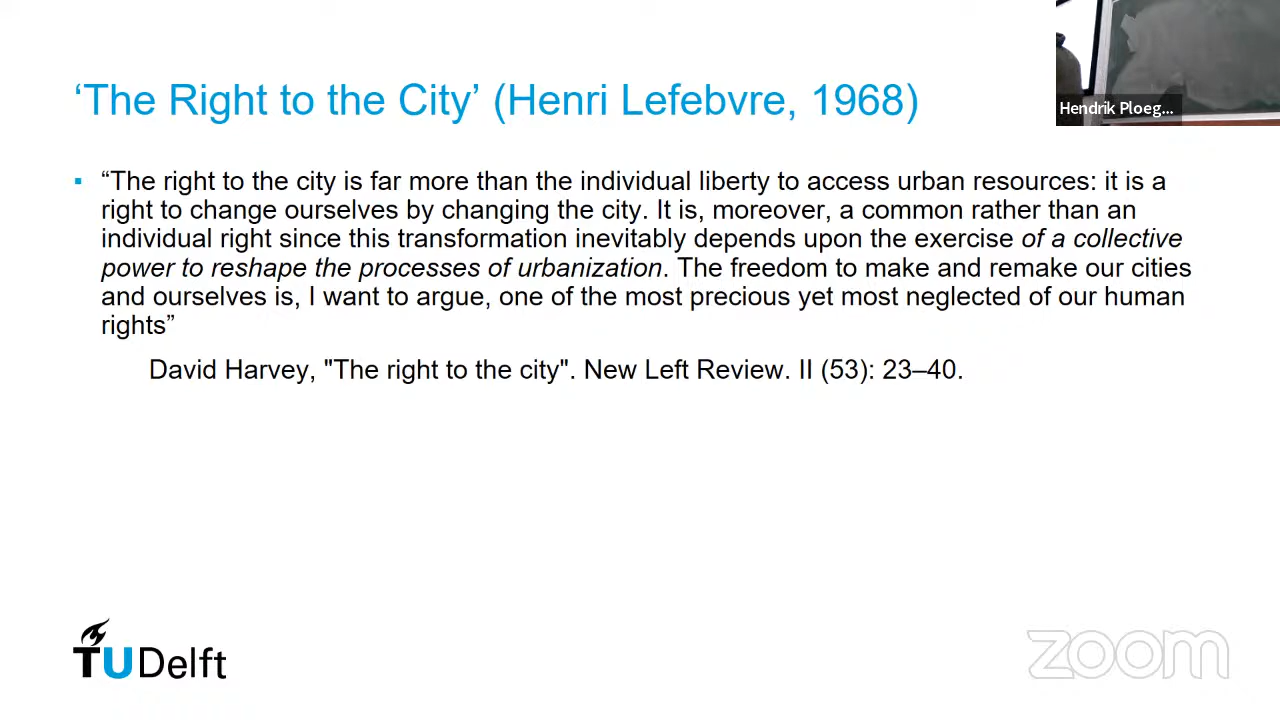 ‘The Right to the City’ (Henri Lefebvre, 1968)
Hendrik Ploeg...
▪ “The right to the city is far more than the individual liberty to access urban resources: it is a
right to change ourselves by changing the city. It is, moreover, a common rather than an
individual right since this transformation inevitably depends upon the exercise of a collective
power to reshape the processes of urbanization. The freedom to make and remake our cities
and ourselves is, I want to argue, one of the most precious yet most neglected of our human
rights”
David Harvey, "The right to the city". New Left Review. II (53): 23–40.
TU Delft
zoom